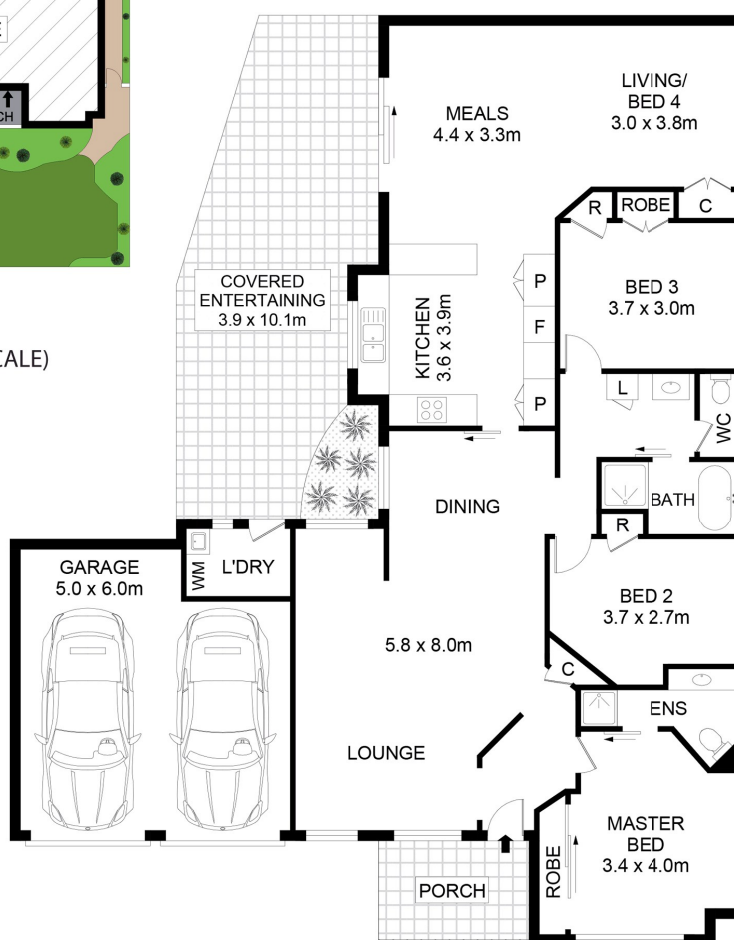 E
CH
CALE)
MEALS
4.4 x 3.3m
LIVING/
BED 4
3.0 x 3.8m
R
ROBE
C
COVERED
ENTERTAINING
3.9 x 10.1m
KITCHEN
3.6 x 3.9m
P
F
P
BED 3
3.7 x 3.0m
L
WC
BATH
R
DINING
GARAGE
5.0 x 6.0m
WM
L'DRY
BED 2
3.7 x 2.7m
5.8 x 8.0m
C
ENS
LOUNGE
MASTER
BED
3.4 x 4.0m
ROBE
PORCH